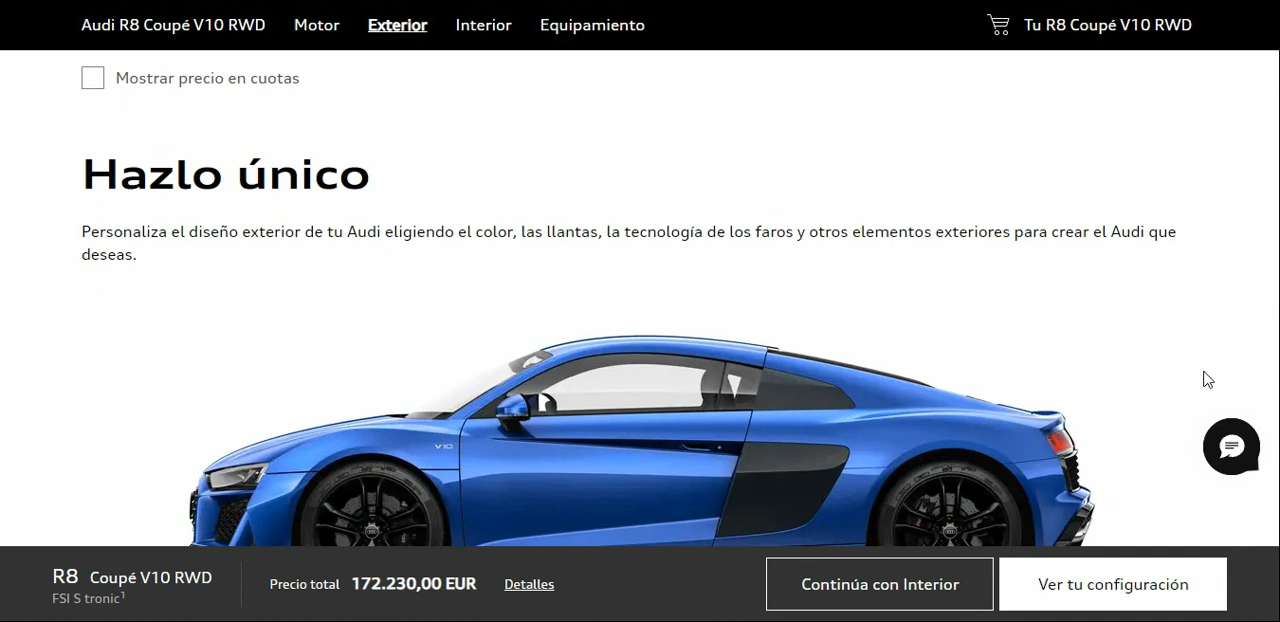 Audi R8 Coupé V10 RWD Motor Exterior Interior Equipamiento Tu R8 Coupé V10 RWD
Mostrar precio en cuotas
Hazlo único
Personaliza el diseño exterior de tu Audi eligiendo el color, las llantas, la tecnología de los faros y otros elementos exteriores para crear el Audi que
deseas.
V10
R8 Coupé V10 RWD
FSI S tronic¹
Precio total 172.230,00 EUR Detalles
Continúa con Interior
Ver tu configuración